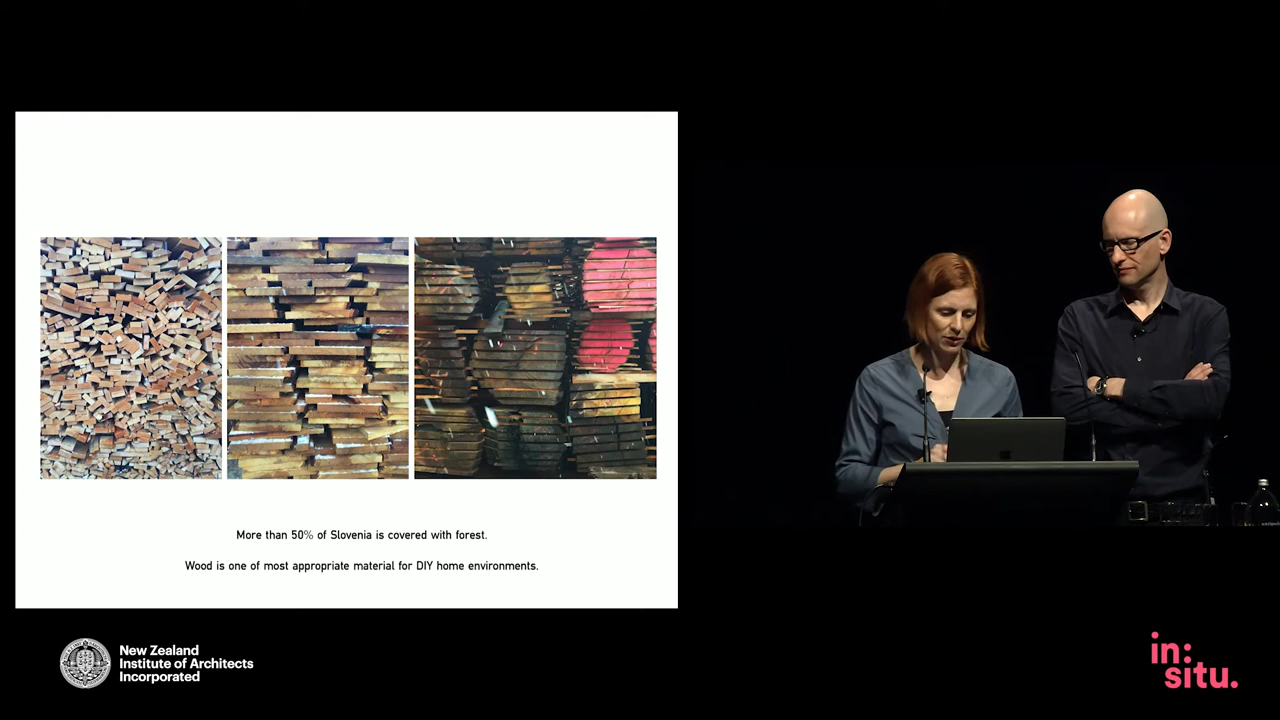 More than 50% of Slovenia is covered with forest.
Wood is one of most appropriate material for DIY home environments.
New Zealand
Institute of Architects
Incorporated
in:
situ.